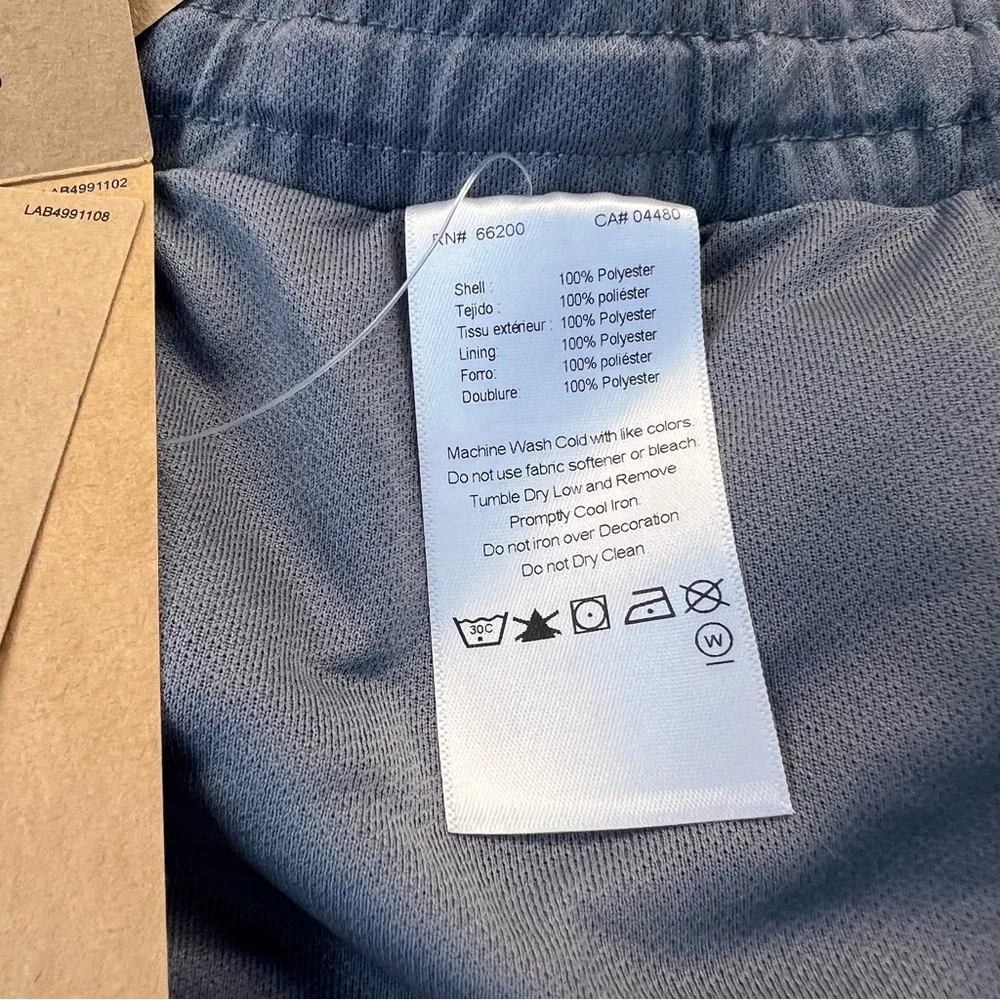 LAB4991108
RN# 66200 CA# 04480
Shell : 100% Polyester
Tejido : 100% poliéster
Tissu extérieur : 100% Polyester
Lining: 100% Polyester
Forro: 100% poliéster
Doublure: 100% Polyester
Machine Wash Cold with like colors.
Do not use fabric softener or bleach.
Tumble Dry Low and Remove
Promptly Cool Iron.
Do not iron over Decoration
Do not Dry Clean
30C
W